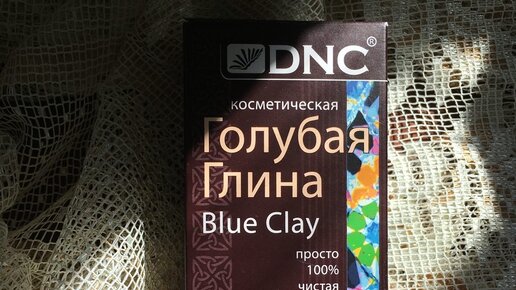 DNC®
косметическая
Голубая
Глина
Blue Clay
просто
100%
чистая